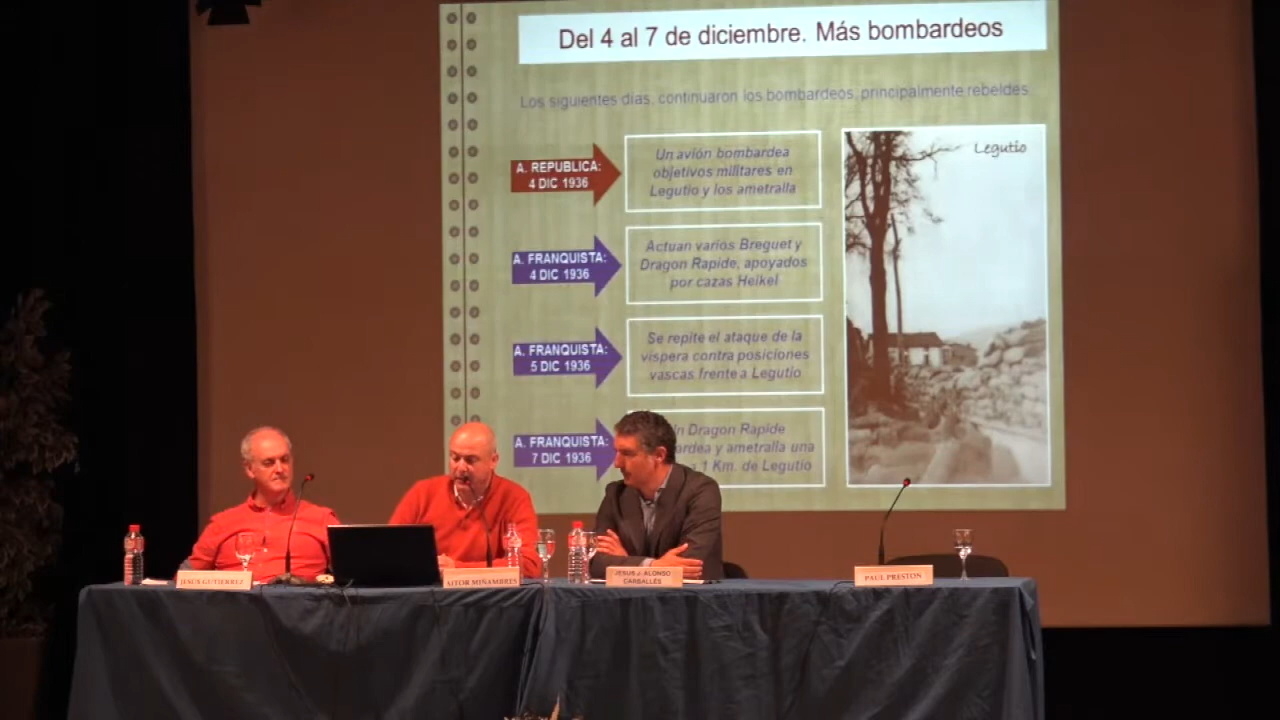 Del 4 al 7 de diciembre. Más bombardeos
Los siguientes días, continuaron los bombardeos, principalmente rebeldes
A. REPUBLICA:
4 DIC 1936
Un avión bombardea
objetivos militares en
Legutio y los ametralla
Legutio
A. FRANQUISTA:
4 DIC 1936
Actuan varios Breguet y
Dragon Rapide, apoyados
por cazas Heikel
A. FRANQUISTA:
5 DIC 1936
Se repite el ataque de la
víspera contra posiciones
vascas frente a Legutio
A. FRANQUISTA:
7 DIC 1936
Dragon Rapide
y ametralla una
a 1 Km. de Legutio
JESÚS GUTIERREZ
AITOR MIÑAMBRES
JESÚS J. ALONSO
CARBALLÉS
PAUL PRESTON